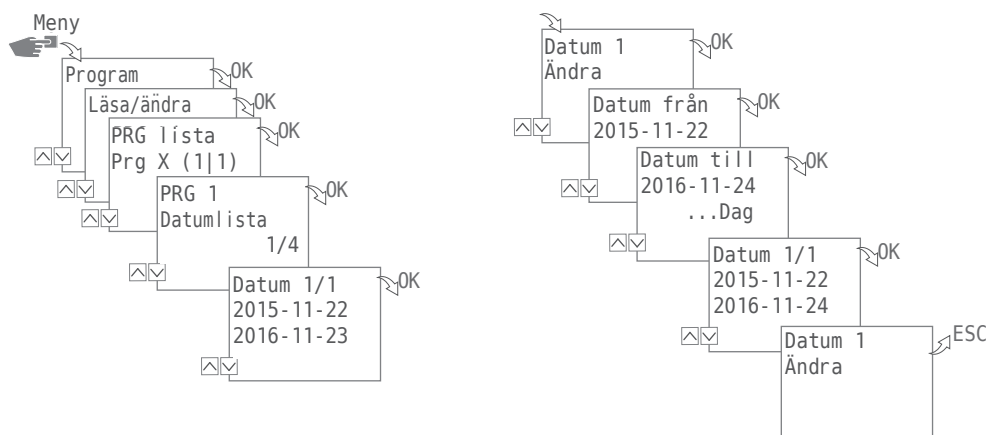 Meny
Program
OK
Läsa/ändra
OK
PRG lísta
Prg X (1|1)
OK
PRG 1
Datumlista
1/4
OK
Datum 1/1
2015-11-22
2016-11-23
OK
Datum 1
Ändra
OK
Datum från
2015-11-22
OK
Datum till
2016-11-24
...Dag
OK
Datum 1/1
2015-11-22
2016-11-24
OK
Datum 1
Ändra
ESC